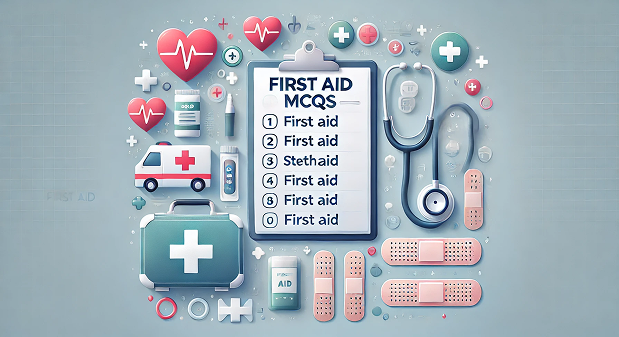 FIRST AID
MCQS
1 First aid
2 First aid
3 Stethaid
4 First aid
8 First aid
0 First aid
FIRST AID
AID